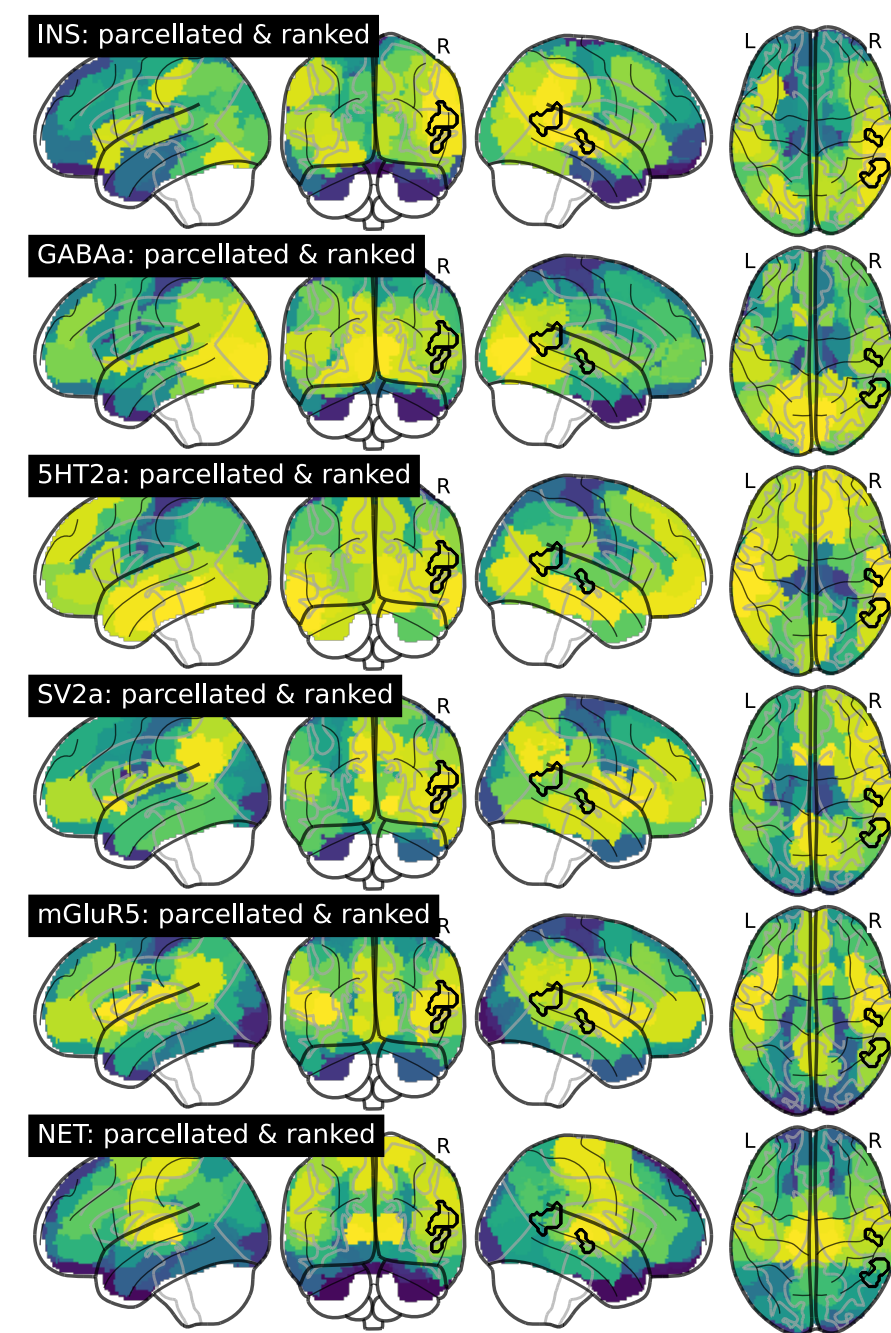 INS: parcellated & ranked
R
L
R
GABAa: parcellated & ranked
R
L
R
5HT2a: parcellated & ranked
R
L
R
SV2a: parcellated & ranked
R
L
R
mGluR5: parcellated & ranked
R
L
R
NET: parcellated & ranked
R
L
R